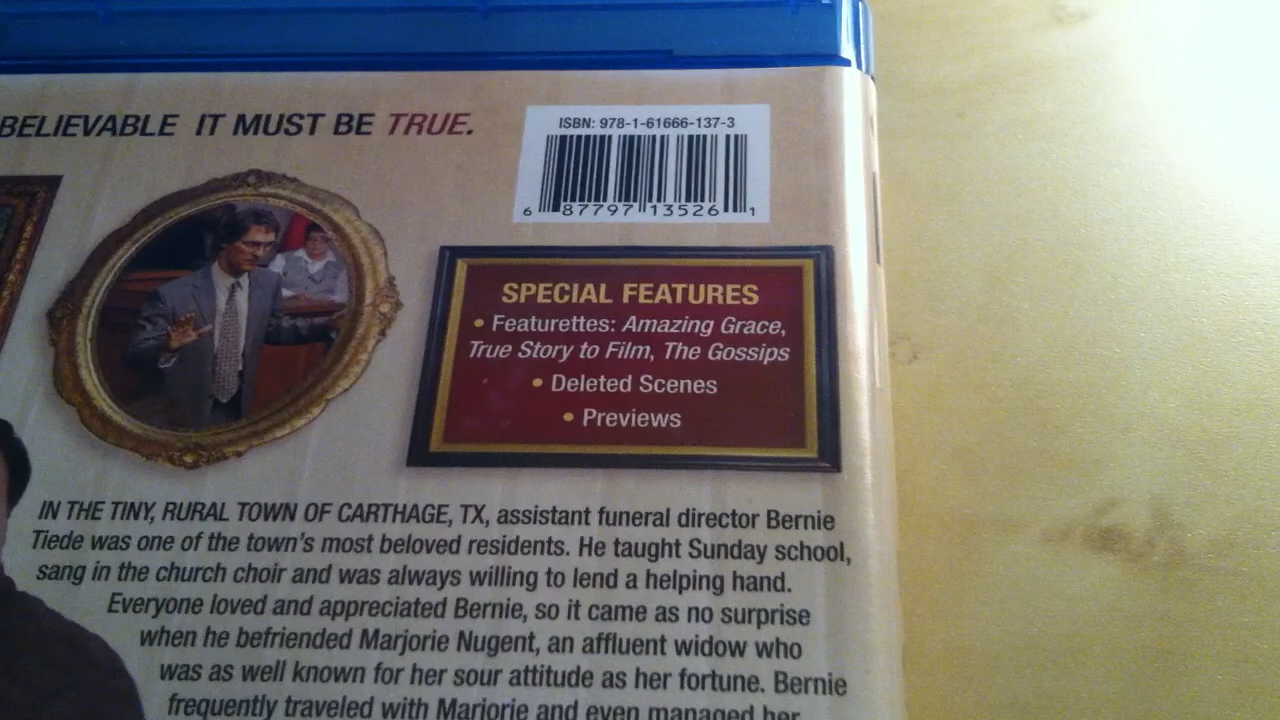 BELIEVABLE IT MUST BE TRUE.
ISBN: 978-1-61666-137-3
6 87797 13526 1
SPECIAL FEATURES
• Featurettes: Amazing Grace,
True Story to Film, The Gossips
• Deleted Scenes
• Previews
IN THE TINY, RURAL TOWN OF CARTHAGE, TX, assistant funeral director Bernie
Tiede was one of the town's most beloved residents. He taught Sunday school,
sang in the church choir and was always willing to lend a helping hand.
Everyone loved and appreciated Bernie, so it came as no surprise
when he befriended Marjorie Nugent, an affluent widow who
was as well known for her sour attitude as her fortune. Bernie
frequently traveled with Marjorie and even managed her